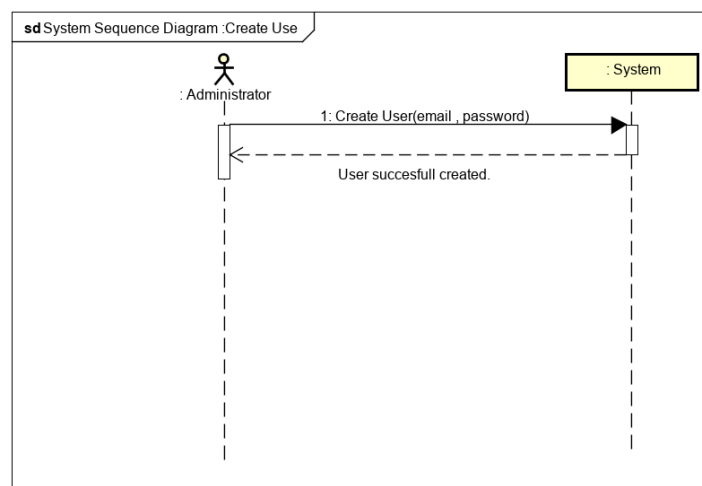 sd System Sequence Diagram :Create Use
: Administrator
: System
1: Create User(email , password)
User succesfull created.